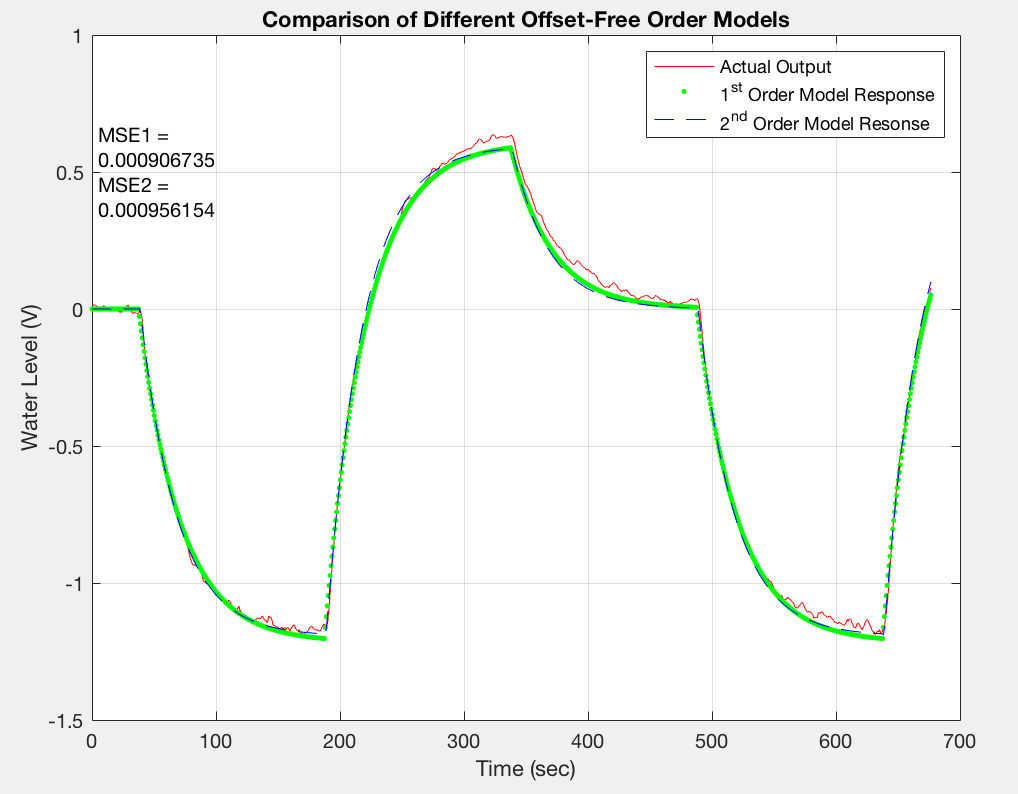 Comparison of Different Offset-Free Order Models
Actual Output
1st Order Model Response
2nd Order Model Resonse
MSE1 =
0.000906735
MSE2 =
0.000956154
1
0.5
0
-0.5
-1
-1.5
Water Level (V)
0 100 200 300 400 500 600 700
Time (sec)